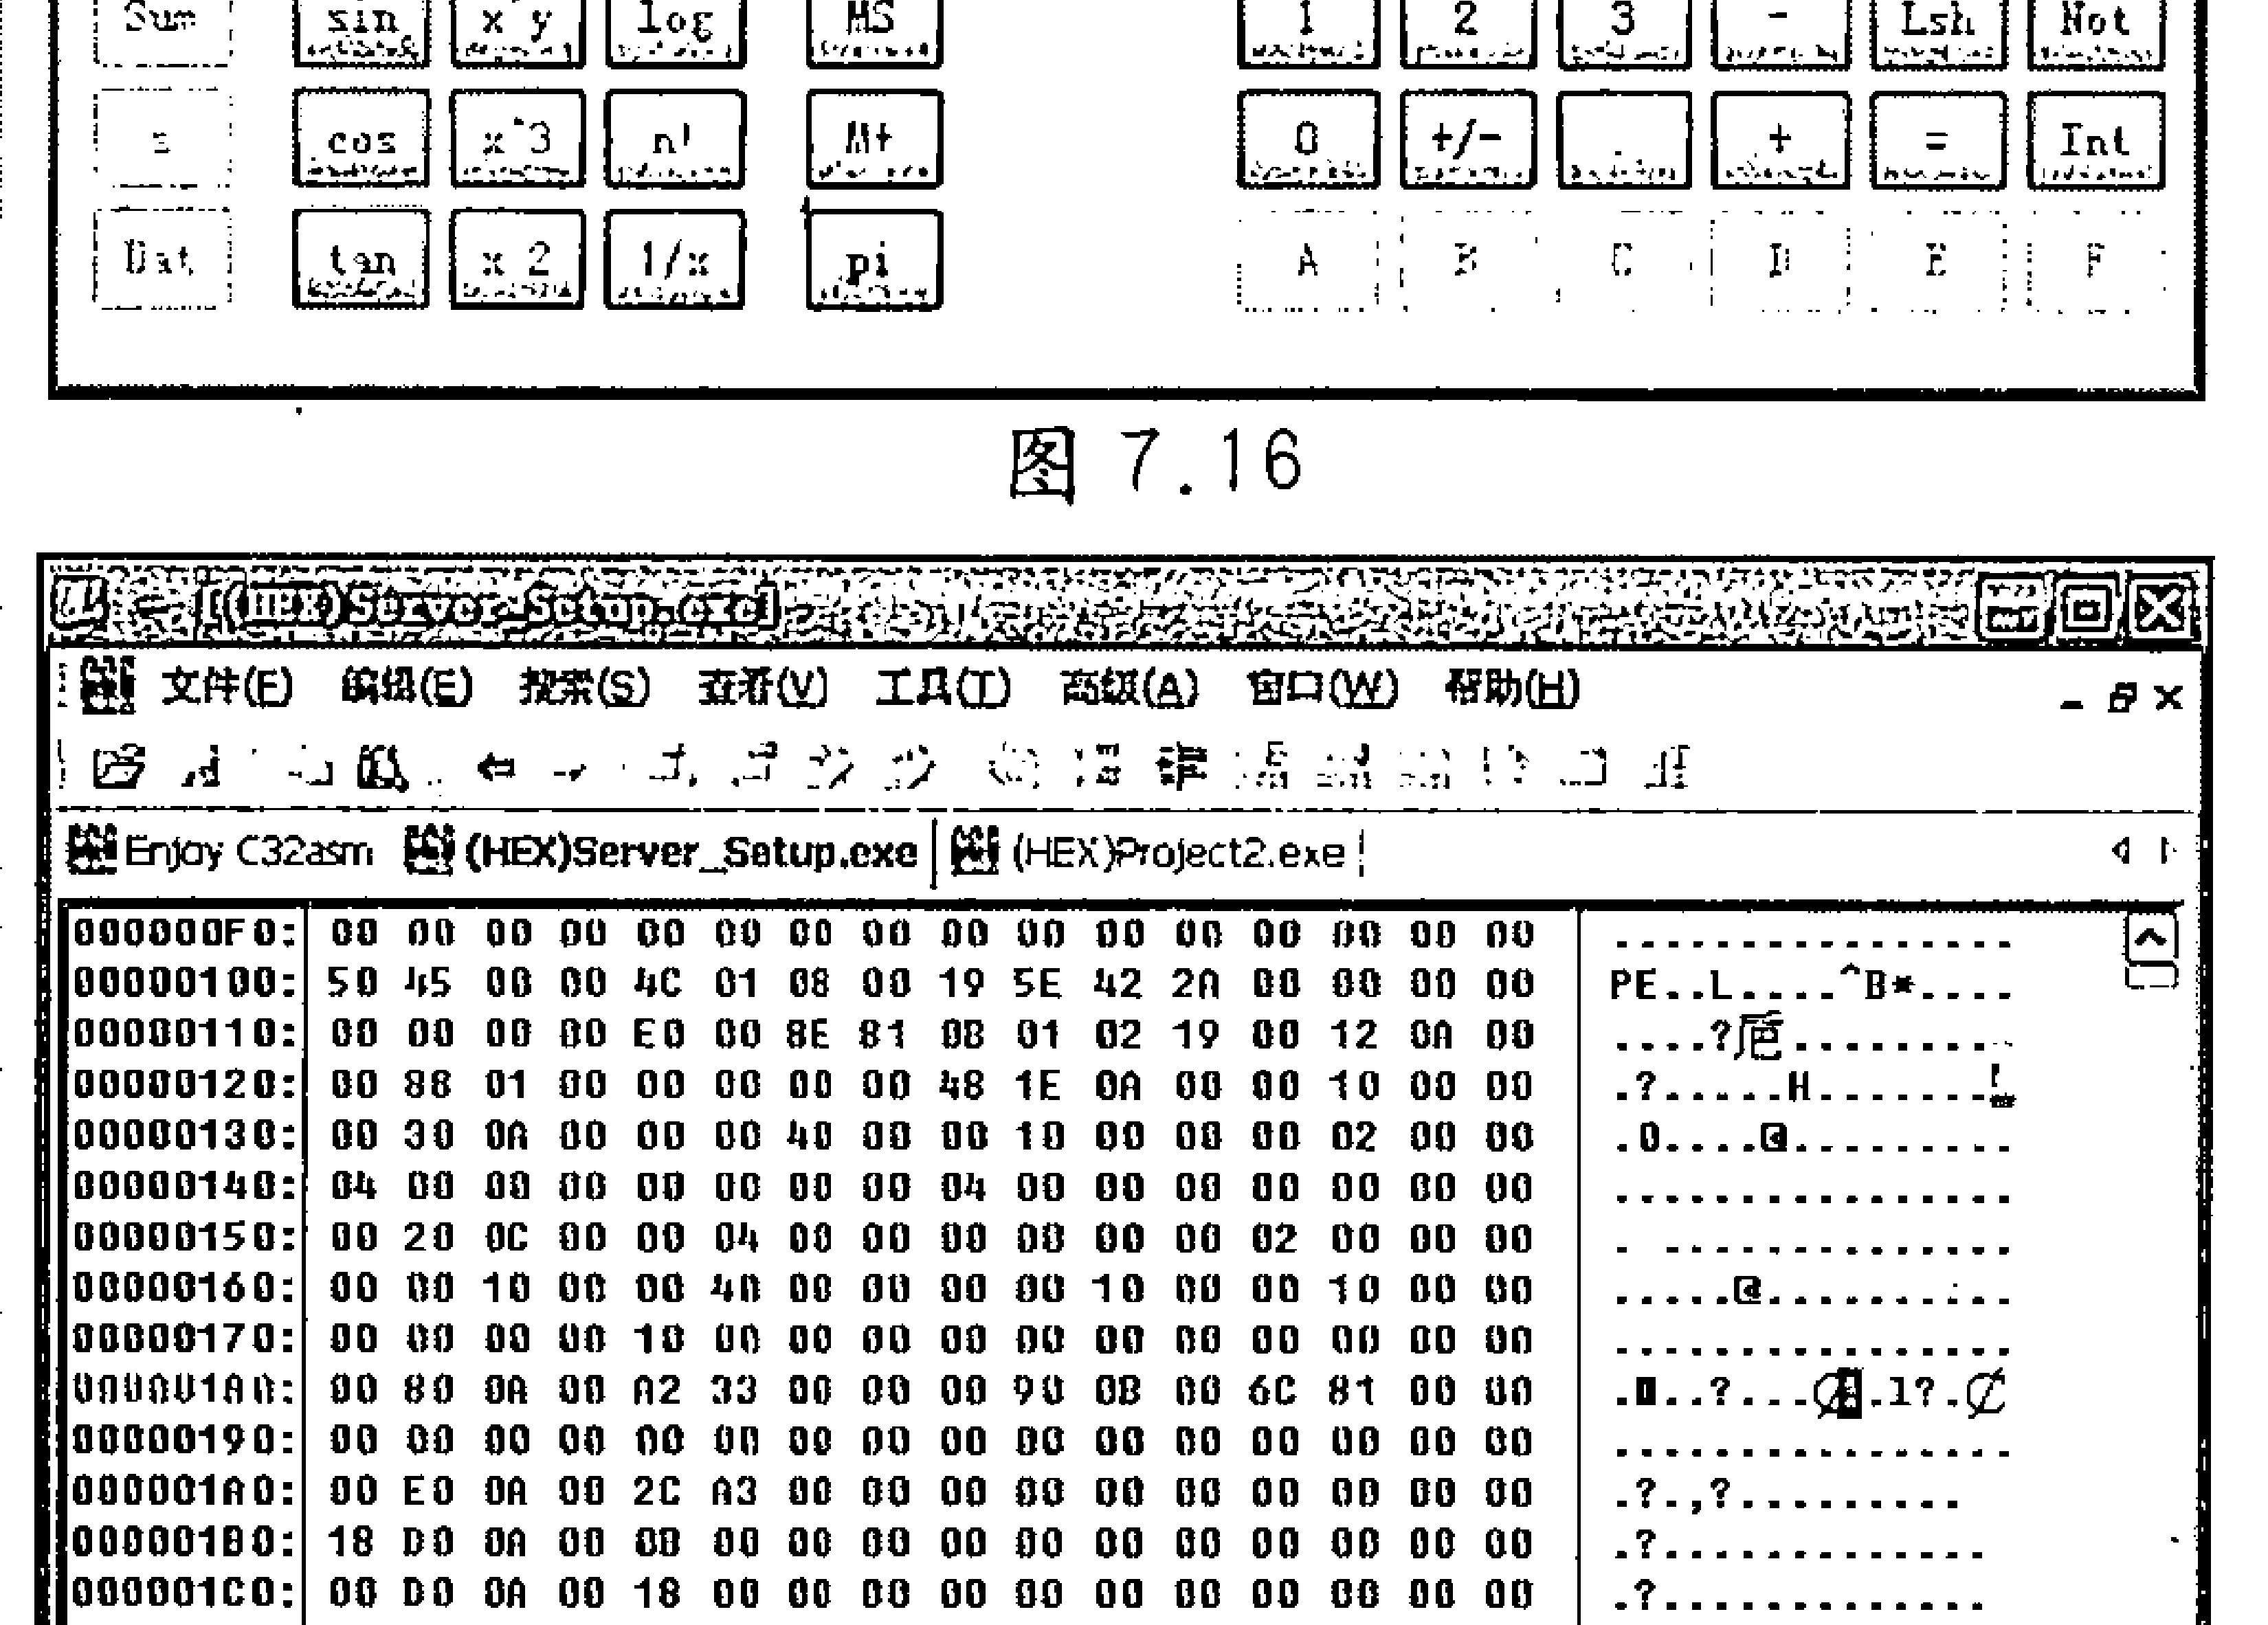 Sum sin x^y log MS 1 2 3 - Lsh Not
s cos x^3 n! M+ 0 +/- . + = Int
Dat tan x^2 1/x pi A B C D E F
图 7.16
[(HEX)Server_Setup.exe]
文件(F) 编辑(E) 搜索(S) 查看(V) 工具(T) 高级(A) 窗口(W) 帮助(H)
Enjoy C32asm (HEX)Server_Setup.exe (HEX)Project2.exe
000000F0: 00 00 00 00 00 00 00 00 00 00 00 00 00 00 00 00 ................
00000100: 50 45 00 00 4C 01 08 00 19 5E 42 2A 00 00 00 00 PE..L....^B*....
00000110: 00 00 00 00 E0 00 8E 81 0B 01 02 19 00 12 0A 00 ....?.........
00000120: 00 88 01 00 00 00 00 00 48 1E 0A 00 00 10 00 00 .?.....H.......
00000130: 00 30 0A 00 00 00 40 00 00 10 00 00 00 02 00 00 .0....@.........
00000140: 04 00 00 00 00 00 00 00 04 00 00 00 00 00 00 00 ................
00000150: 00 20 0C 00 00 04 00 00 00 00 00 00 02 00 00 00 . ..............
00000160: 00 00 10 00 00 40 00 00 00 00 10 00 00 10 00 00 .....@..........
00000170: 00 00 00 00 10 00 00 00 00 00 00 00 00 00 00 00 ................
00000180: 00 80 0A 00 A2 33 00 00 00 90 0B 00 6C 81 00 00 ..?... .l?.
00000190: 00 00 00 00 00 00 00 00 00 00 00 00 00 00 00 00 ................
000001A0: 00 E0 0A 00 2C A3 00 00 00 00 00 00 00 00 00 00 .?.,?.........
000001B0: 18 D0 0A 00 00 00 00 00 00 00 00 00 00 00 00 .?.............
000001C0: 00 D0 0A 00 18 00 00 00 00 00 00 00 00 00 00 00 .?.............